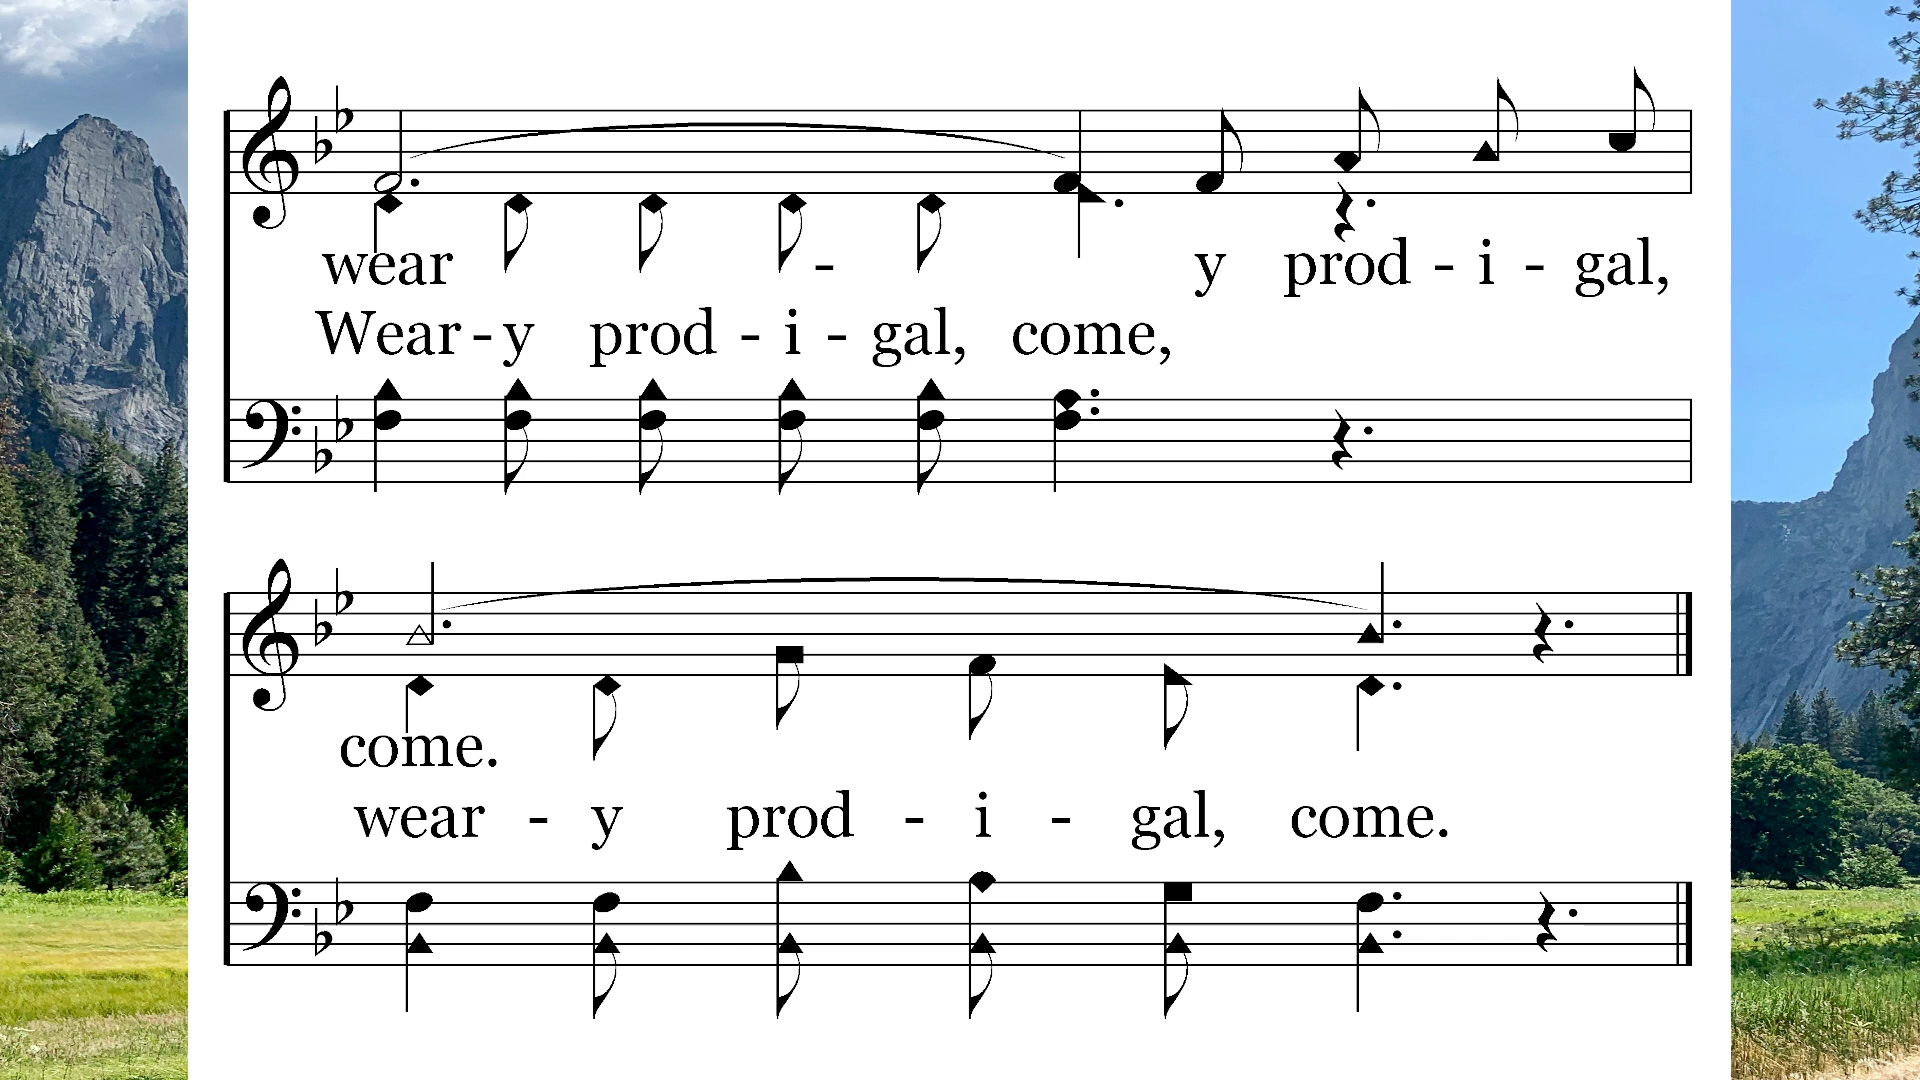 wear - y prod - i - gal,
Wear - y prod - i - gal, come,
come.
wear - y prod - i - gal, come.